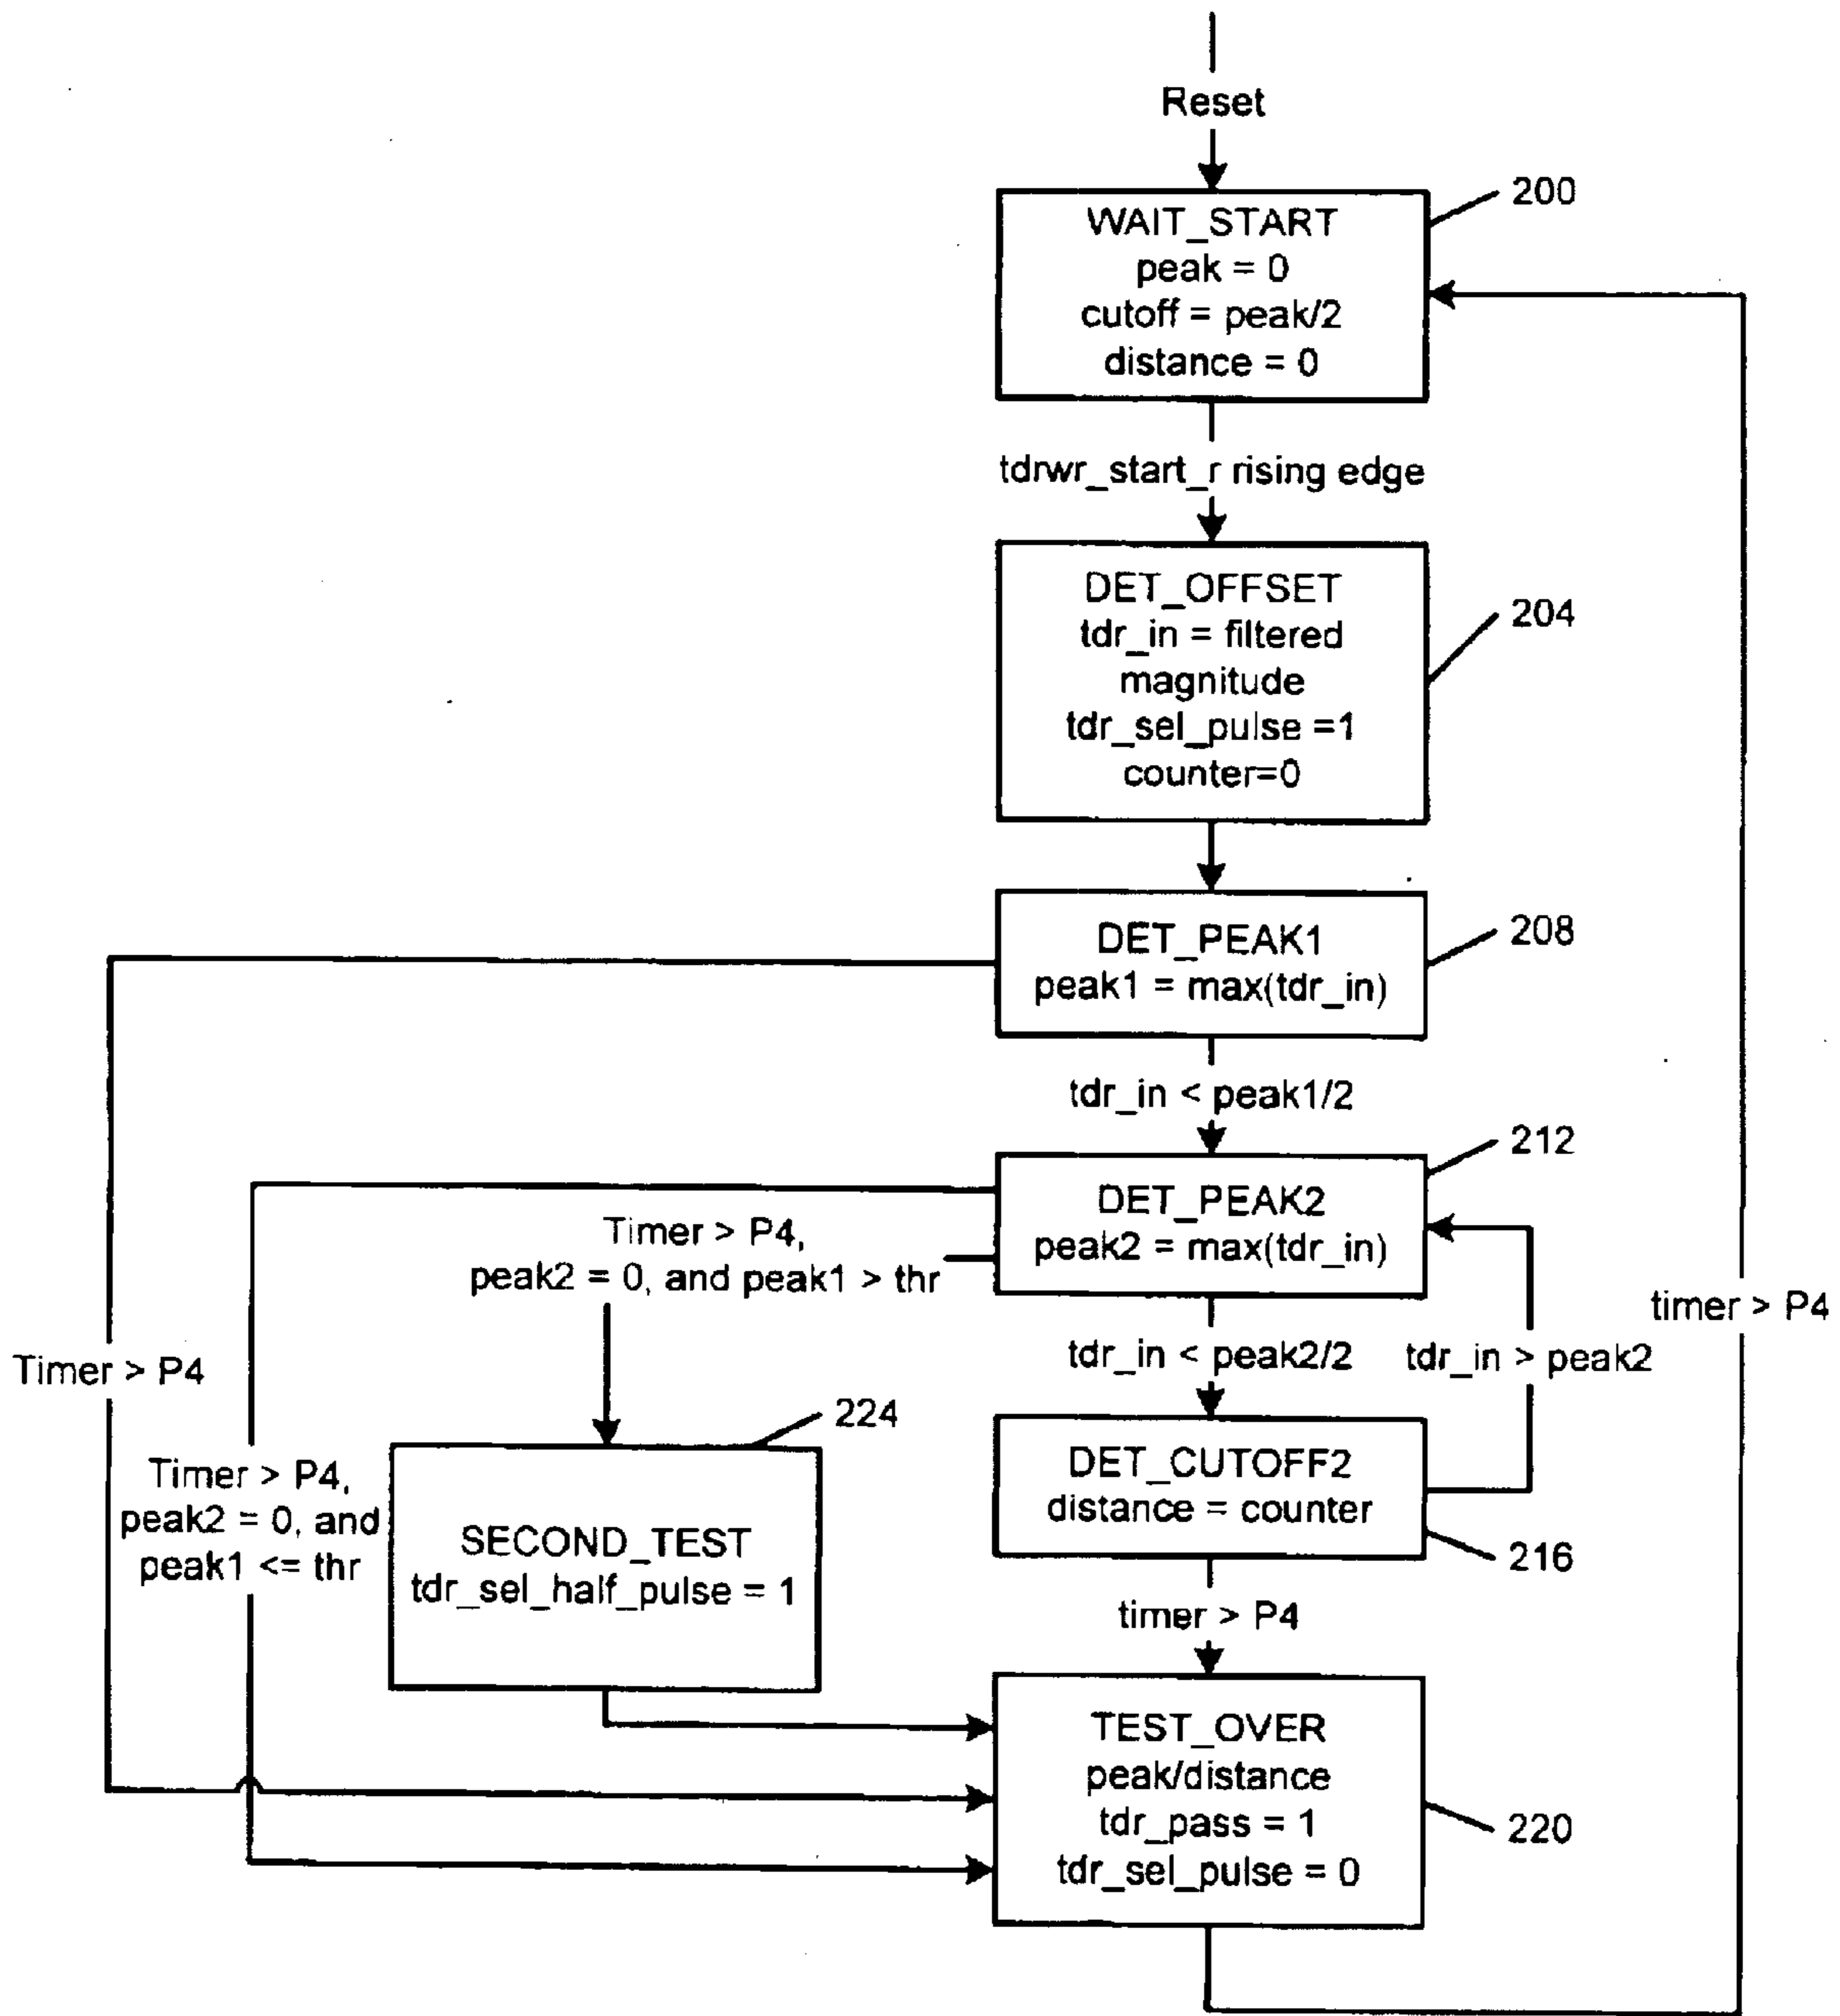 Reset
200
WAIT_START
peak = 0
cutoff = peak/2
distance = 0
tdrwr_start_r rising edge
DET_OFFSET
tdr_in = filtered
magnitude
tdr_sel_pulse =1
counter=0
204
DET_PEAK1
peak1 = max(tdr_in)
208
tdr_in < peak1/2
212
DET_PEAK2
peak2 = max(tdr_in)
Timer > P4,
peak2 = 0, and peak1 > thr
timer > P4
Timer > P4
tdr_in < peak2/2
tdr_in > peak2
224
Timer > P4,
peak2 = 0, and
peak1 <= thr
SECOND_TEST
tdr_sel_half_pulse = 1
DET_CUTOFF2
distance = counter
216
timer > P4
TEST_OVER
peak/distance
tdr_pass = 1
tdr_sel_pulse = 0
220